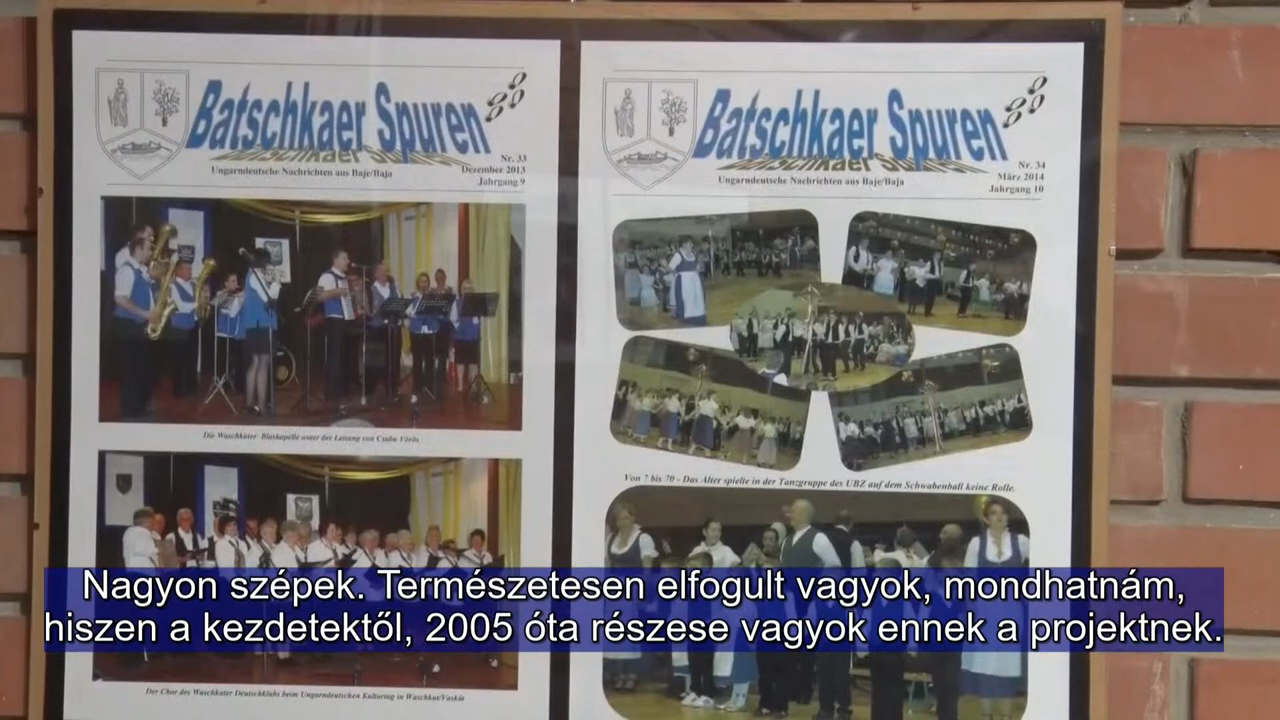 Batschkaer Spuren
Nr. 33
Dezember 2013
Ungarndeutsche Nachrichten aus Baje/Baja
Jahrgang 9
Die Waschkuter Blaskapelle unter der Leitung von Csaba Vörös
Der Chor des Waschkuter Deutschklubs beim Ungarndeutschen Kulturtag in Waschkut/Vaskút
Batschkaer Spuren
Nr. 34
März 2014
Ungarndeutsche Nachrichten aus Baje/Baja
Jahrgang 10
Von 7 bis 70 - Das Alter spielte in der Tanzgruppe des UBZ auf dem Schwabenball keine Rolle.
Nagyon szépek. Természetesen elfogult vagyok, mondhatnám,
hiszen a kezdetektől, 2005 óta részese vagyok ennek a projektnek.